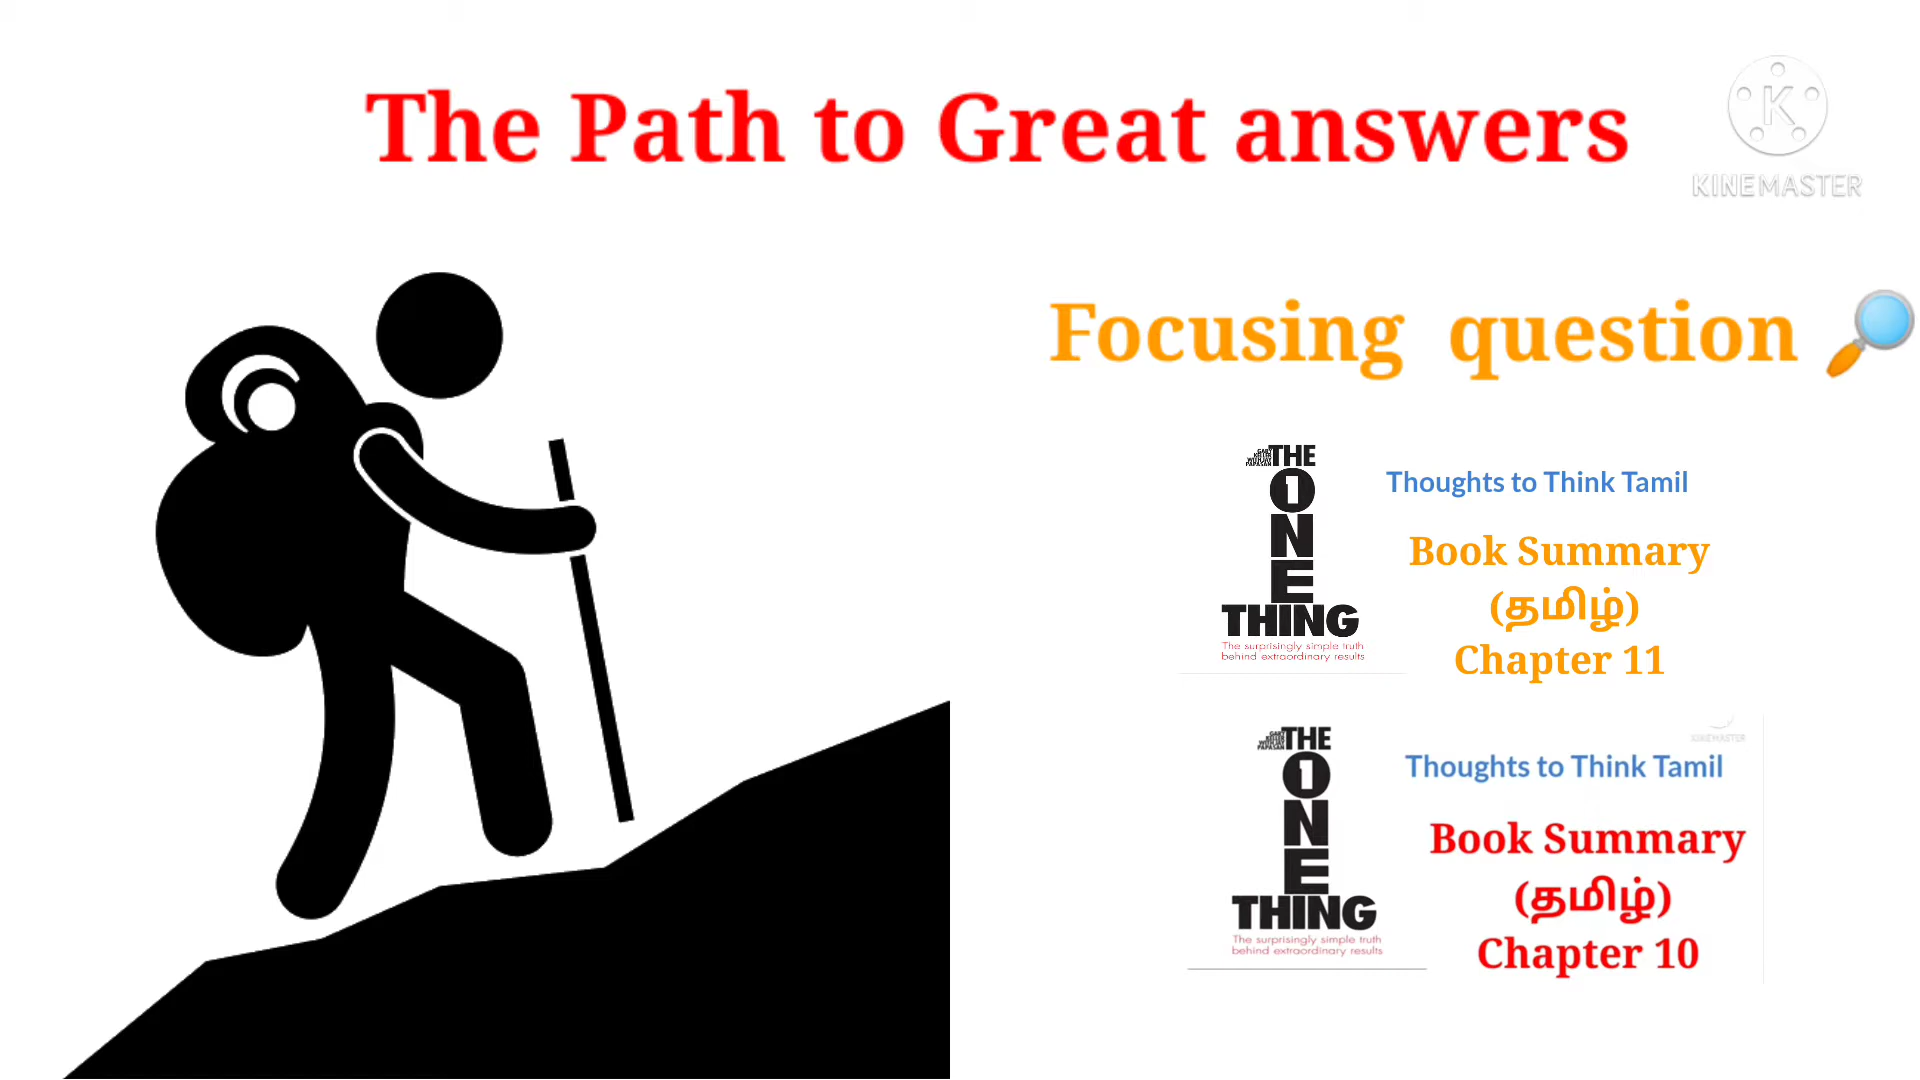 The Path to Great answers
KINEMASTER
Focusing question
THE
ONE
THING
The surprisingly simple truth
behind extraordinary results
Thoughts to Think Tamil
Book Summary
(தமிழ்)
Chapter 11
KINEMASTER
THE
ONE
THING
The surprisingly simple truth
behind extraordinary results
Thoughts to Think Tamil
Book Summary
(தமிழ்)
Chapter 10